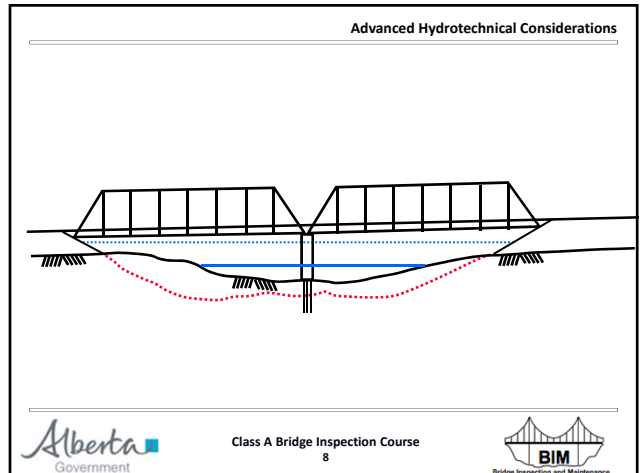 Advanced Hydrotechnical Considerations
Alberta
Government
Class A Bridge Inspection Course
8
BIM
Bridge Inspection and Maintenance